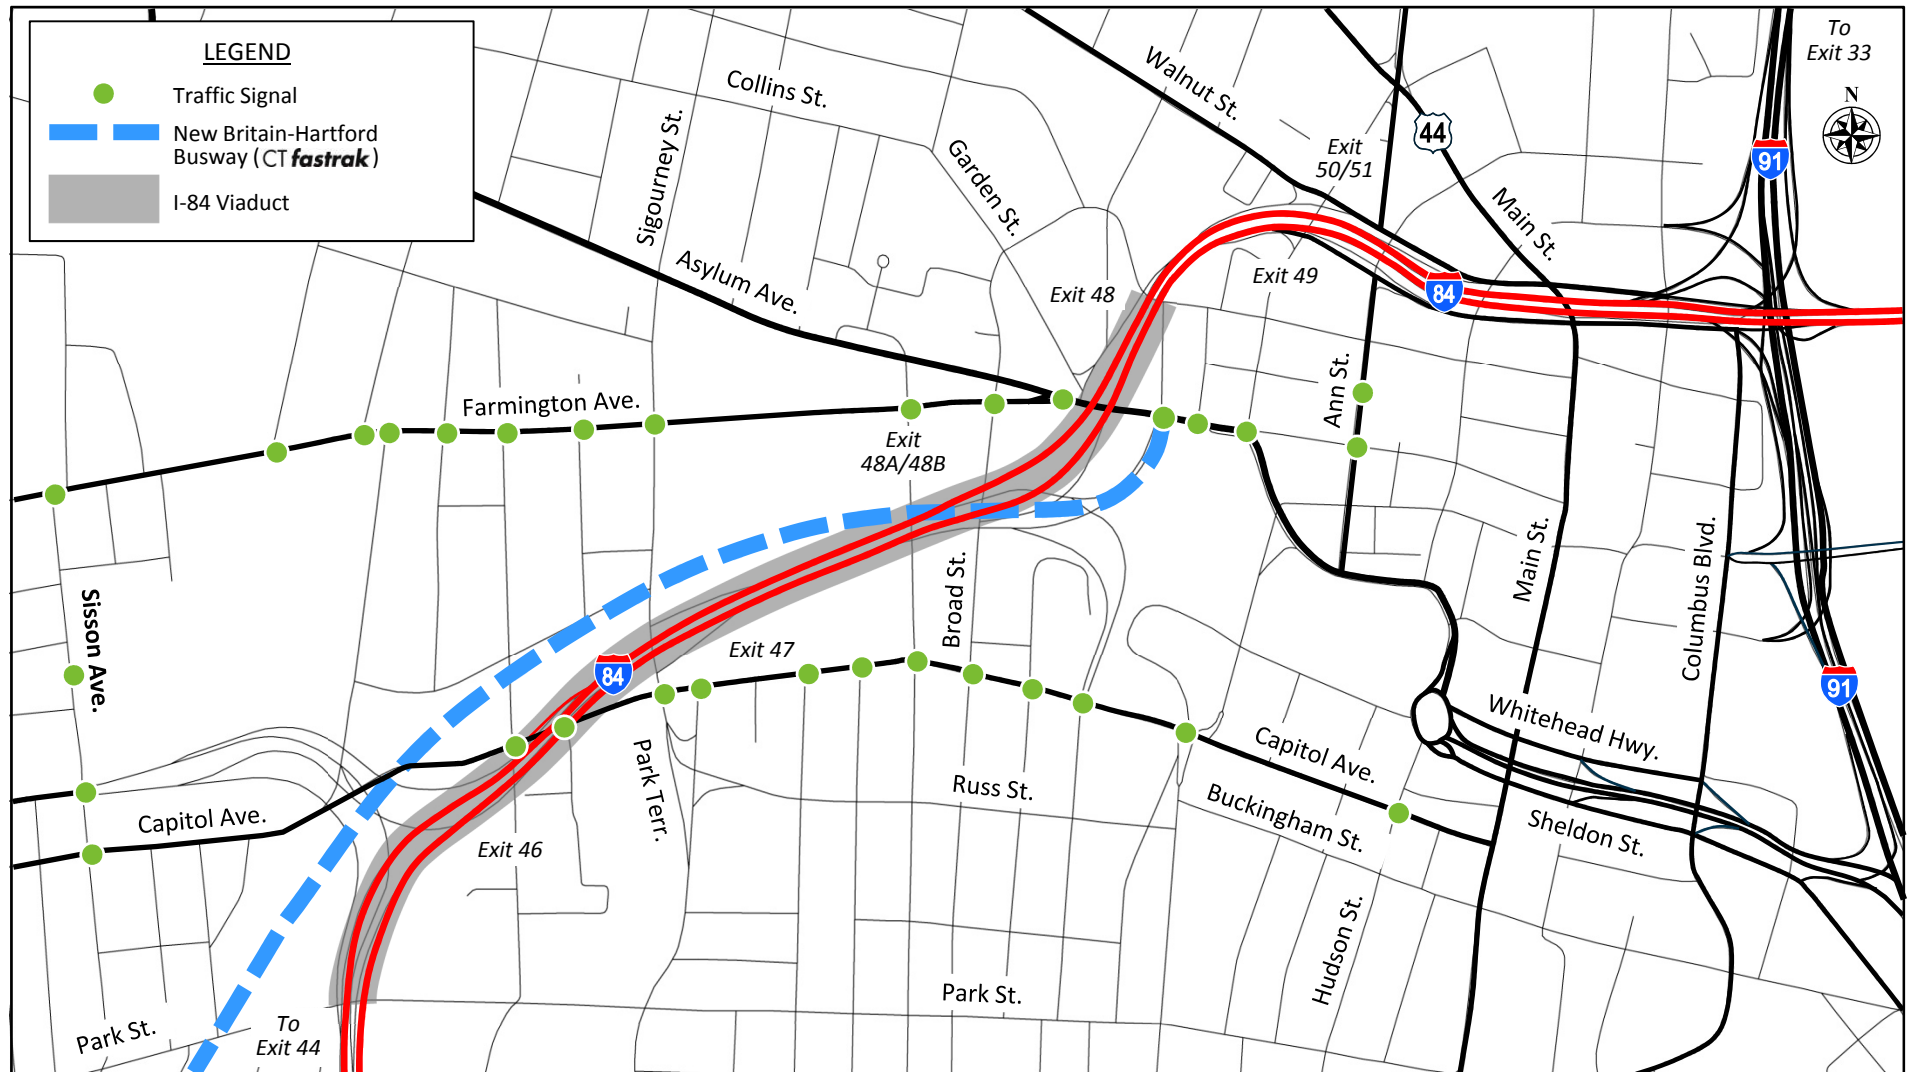 LEGEND
Traffic Signal
New Britain-Hartford
Busway (CTfastrak)
I-84 Viaduct
To
Exit 33
N
Collins St.
Walnut St.
44
Exit
50/51
91
Sigourney St.
Garden St.
Main St.
Asylum Ave.
Exit 48
Exit 49
84
Farmington Ave.
Ann St.
Exit
48A/48B
Sisson Ave.
Broad St.
Main St.
Columbus Blvd.
Exit 47
84
91
Park Terr.
Whitehead Hwy.
Capitol Ave.
Russ St.
Buckingham St.
Sheldon St.
Capitol Ave.
Exit 46
Hudson St.
Park St.
Park St.
To
Exit 44